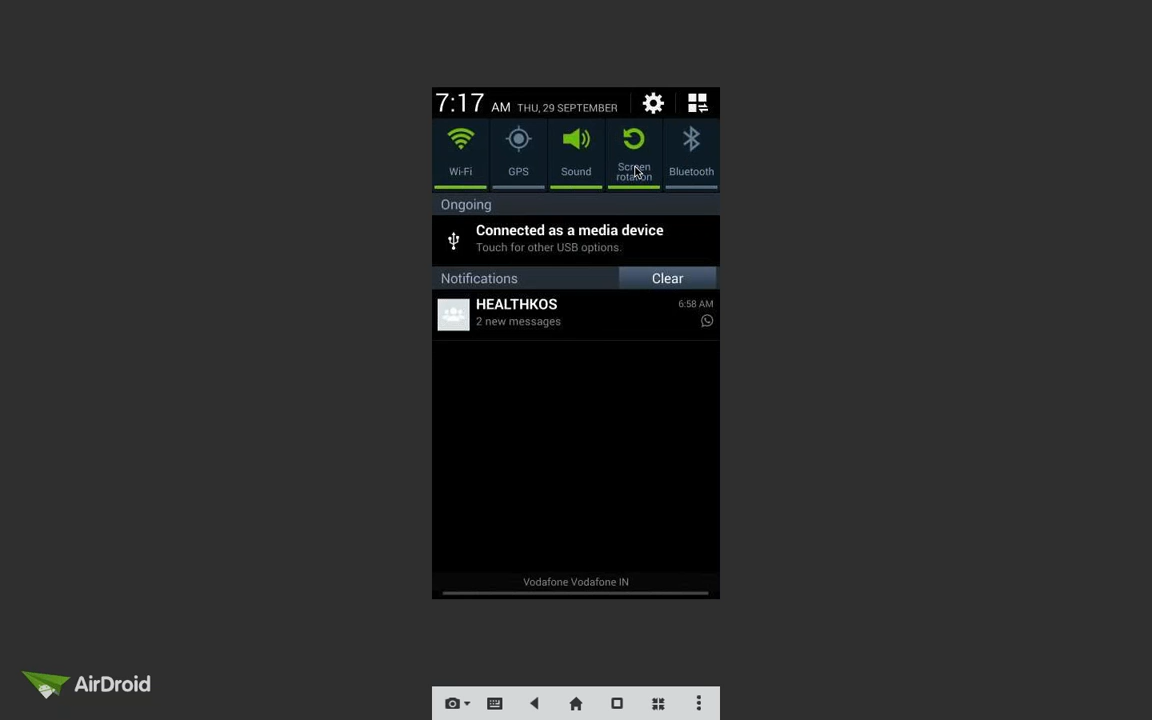 7:17 AM THU, 29 SEPTEMBER
Wi-Fi GPS Sound Screen rotation Bluetooth
Ongoing
Connected as a media device
Touch for other USB options.
Notifications Clear
HEALTHKOS 6:58 AM
2 new messages
Vodafone Vodafone IN
AirDroid